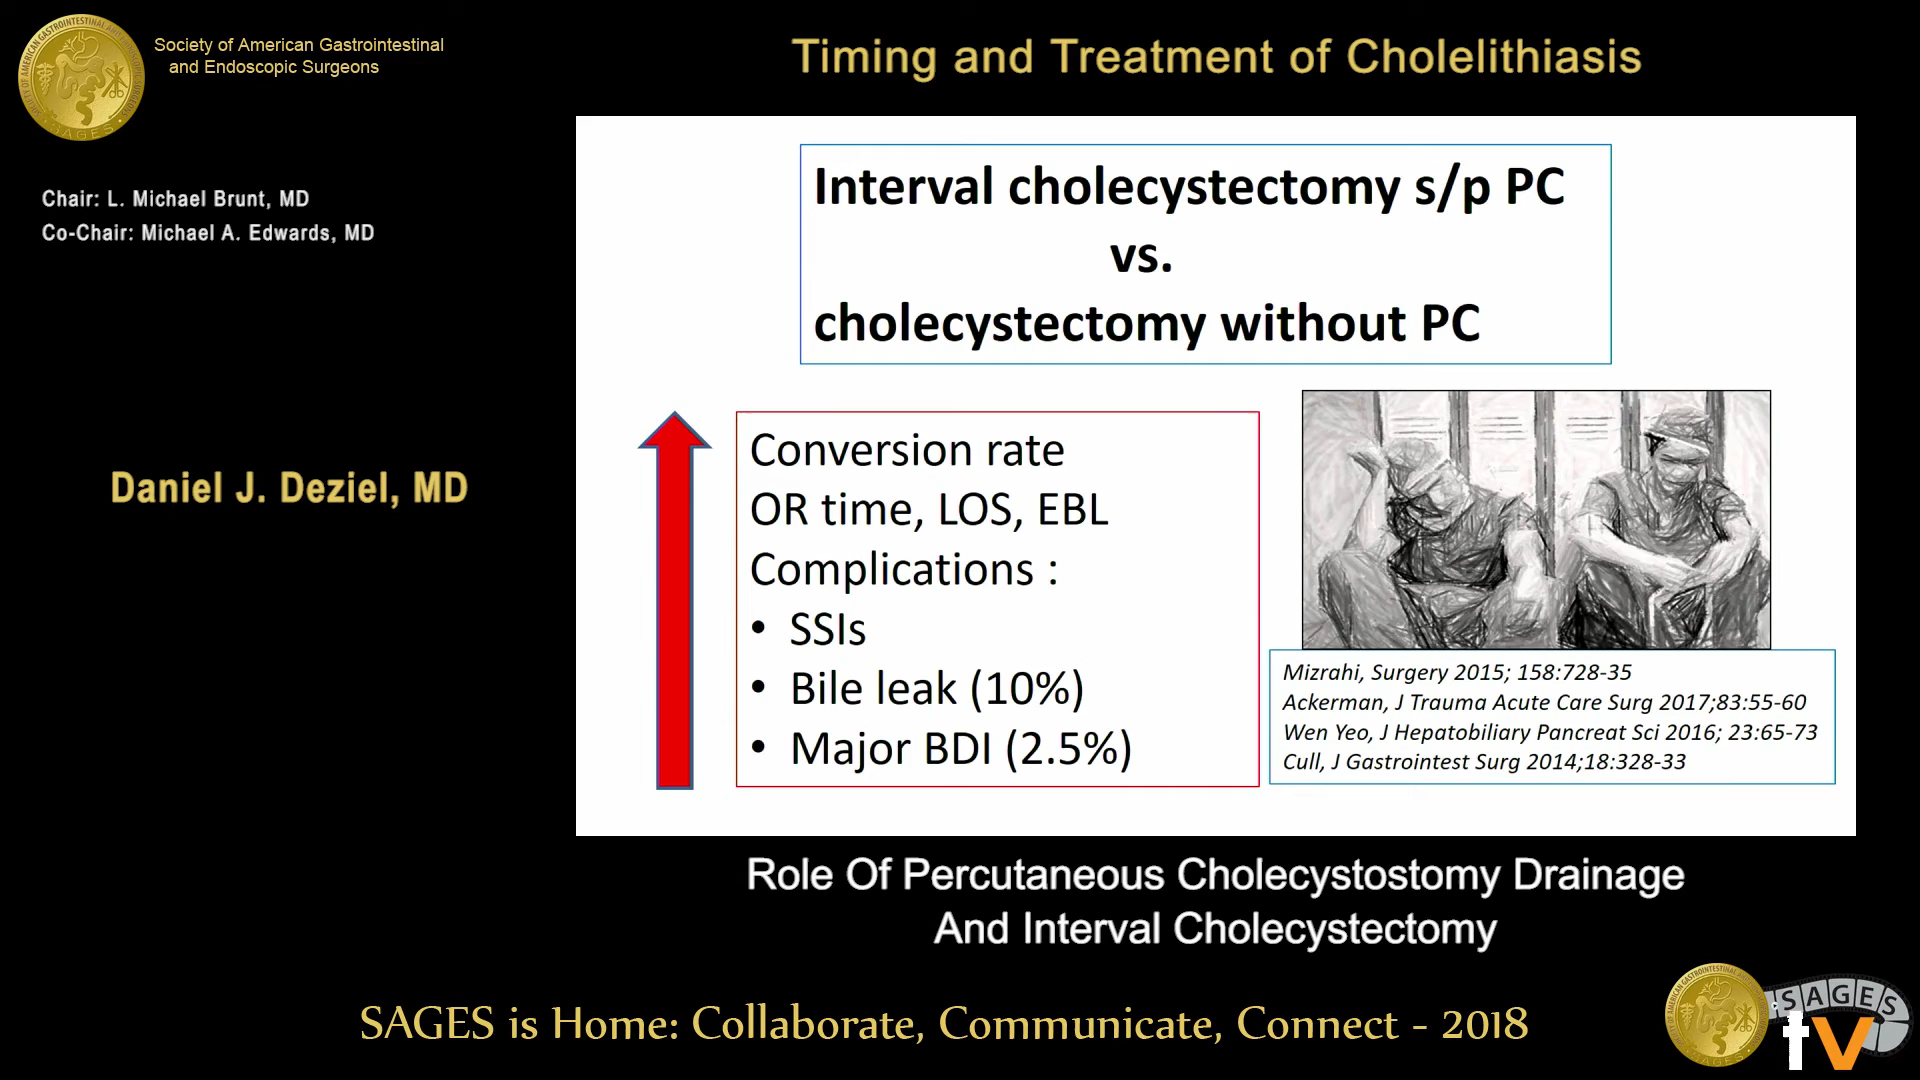 Society of American Gastrointestinal
and Endoscopic Surgeons
Timing and Treatment of Cholelithiasis
Chair: L. Michael Brunt, MD
Co-Chair: Michael A. Edwards, MD
Daniel J. Deziel, MD
Interval cholecystectomy s/p PC
vs.
cholecystectomy without PC
Conversion rate
OR time, LOS, EBL
Complications :
• SSIs
• Bile leak (10%)
• Major BDI (2.5%)
Mizrahi, Surgery 2015; 158:728-35
Ackerman, J Trauma Acute Care Surg 2017;83:55-60
Wen Yeo, J Hepatobiliary Pancreat Sci 2016; 23:65-73
Cull, J Gastrointest Surg 2014;18:328-33
Role Of Percutaneous Cholecystostomy Drainage
And Interval Cholecystectomy
SAGES is Home: Collaborate, Communicate, Connect - 2018
SAGES
tv